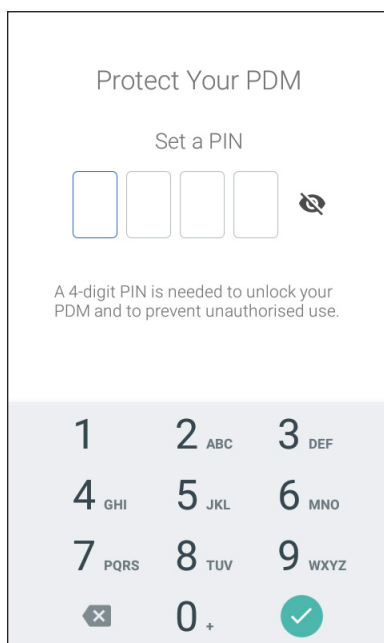 Protect Your PDM
Set a PIN
A 4-digit PIN is needed to unlock your
PDM and to prevent unauthorised use.
1 2 ABC 3 DEF
4 GHI 5 JKL 6 MNO
7 PQRS 8 TUV 9 WXYZ
0 +